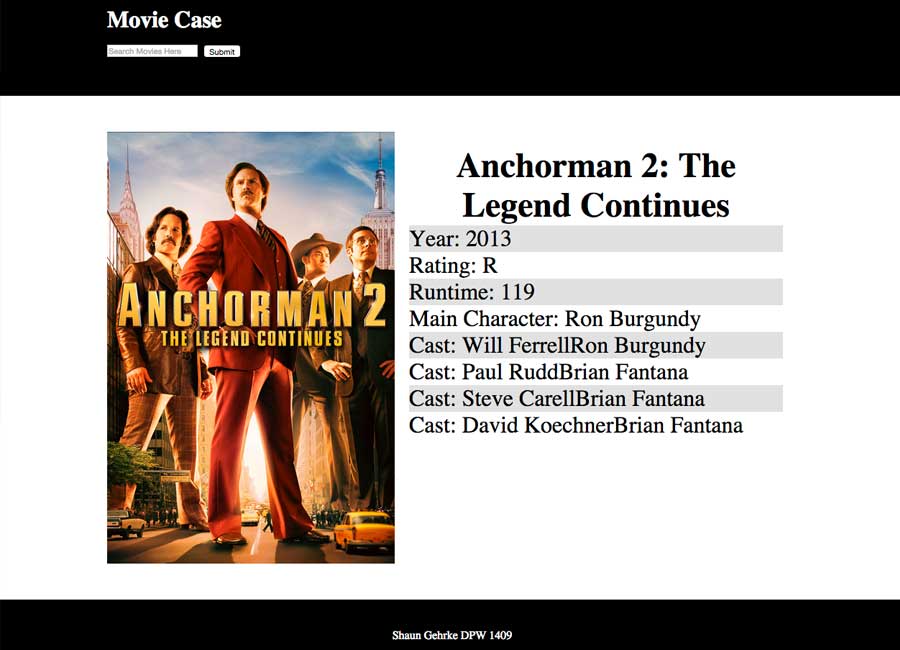 Movie Case
Search Movies Here
Submit
ANCHORMAN 2
THE LEGEND CONTINUES
Anchorman 2: The
Legend Continues
Year: 2013
Rating: R
Runtime: 119
Main Character: Ron Burgundy
Cast: Will FerrellRon Burgundy
Cast: Paul RuddBrian Fantana
Cast: Steve CarellBrian Fantana
Cast: David KoechnerBrian Fantana
Shaun Gehrke DPW 1409